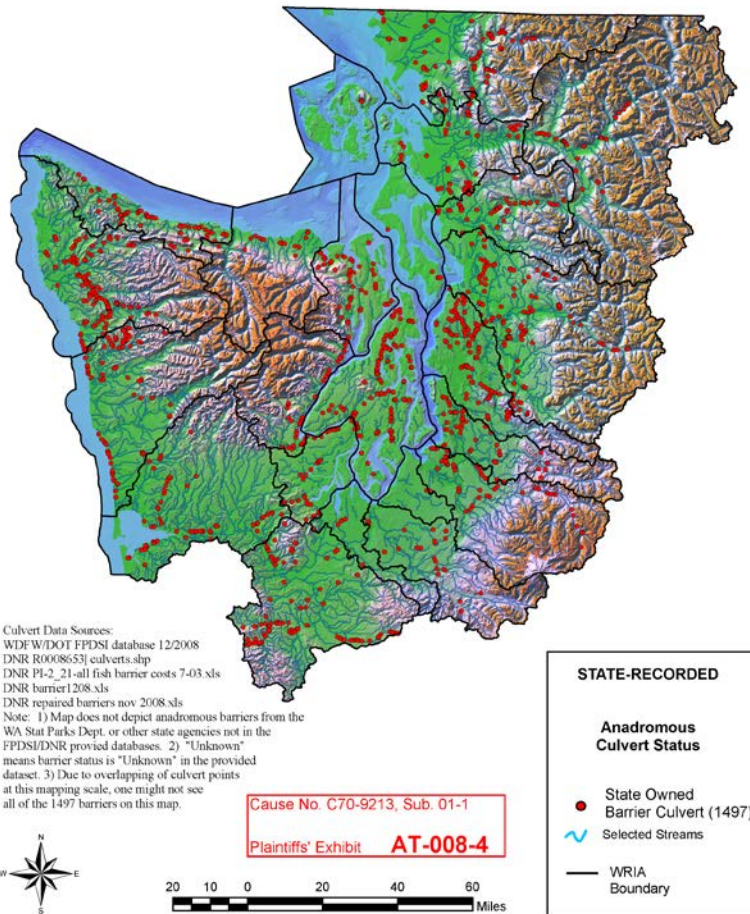 Culvert Data Sources:
WDFW/DOT FPDSI database 12/2008
DNR R0008653| culverts.shp
DNR PI-2_21-all fish barrier costs 7-03.xls
DNR barrier1208.xls
DNR repaired barriers nov 2008.xls
Note: 1) Map does not depict anadromous barriers from the
WA Stat Parks Dept. or other state agencies not in the
FPDSI/DNR provied databases. 2) "Unknown"
means barrier status is "Unknown" in the provided
dataset. 3) Due to overlapping of culvert points
at this mapping scale, one might not see
all of the 1497 barriers on this map.
Cause No. C70-9213, Sub. 01-1
Plaintiffs' Exhibit AT-008-4
STATE-RECORDED
Anadromous
Culvert Status
State Owned
Barrier Culvert (1497)
Selected Streams
WRIA
Boundary
N
W E
S
20 10 0 20 40 60
Miles